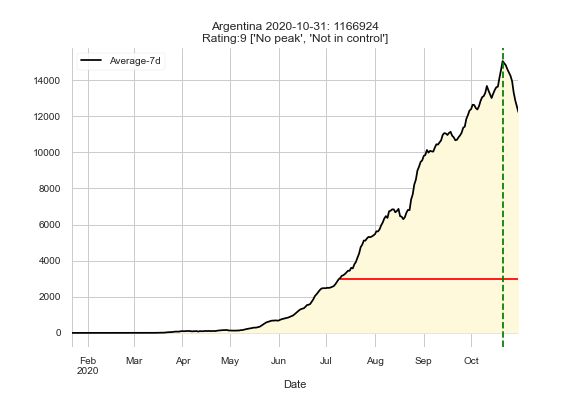 Argentina 2020-10-31: 1166924
Rating:9 ['No peak', 'Not in control']
Average-7d
14000
12000
10000
8000
6000
4000
2000
0
Feb Mar Apr May Jun Jul Aug Sep Oct
2020
Date